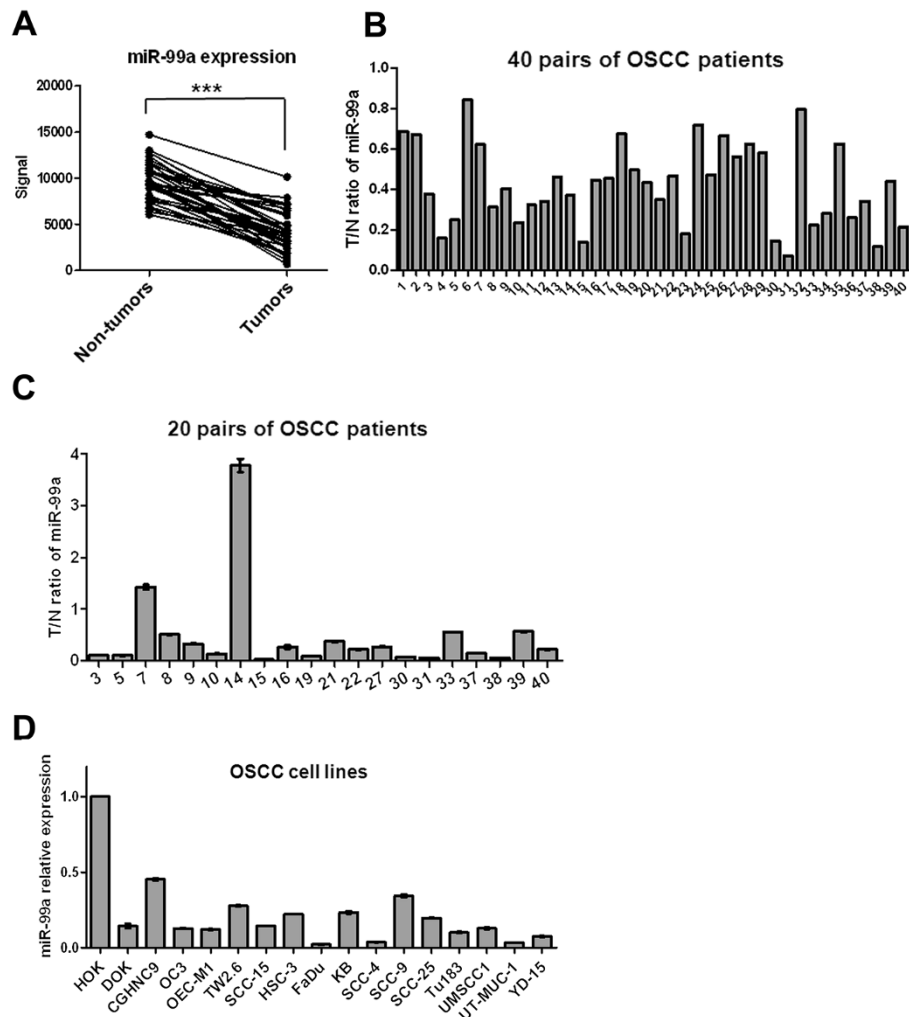 A
miR-99a expression
***
20000
15000
10000
5000
0
Signal
Non-tumors
Tumors
B
40 pairs of OSCC patients
1.0
0.8
0.6
0.4
0.2
0.0
T/N ratio of miR-99a
1 2 3 4 5 6 7 8 9 10 11 12 13 14 15 16 17 18 19 20 21 22 23 24 25 26 27 28 29 30 31 32 33 34 35 36 37 38 39 40
C
20 pairs of OSCC patients
4
3
2
1
0
T/N ratio of miR-99a
3 5 7 8 9 10 14 15 16 19 21 22 27 30 31 33 37 38 39 40
D
OSCC cell lines
1.0
0.5
0.0
miR-99a relative expression
HOK DOK CGHNC9 OC3 OEC-M1 TW2.6 SCC-15 HSC-3 FaDu KB SCC-4 SCC-9 SCC-25 Tu183 UMSCC1 UT-MUC-1 YD-15